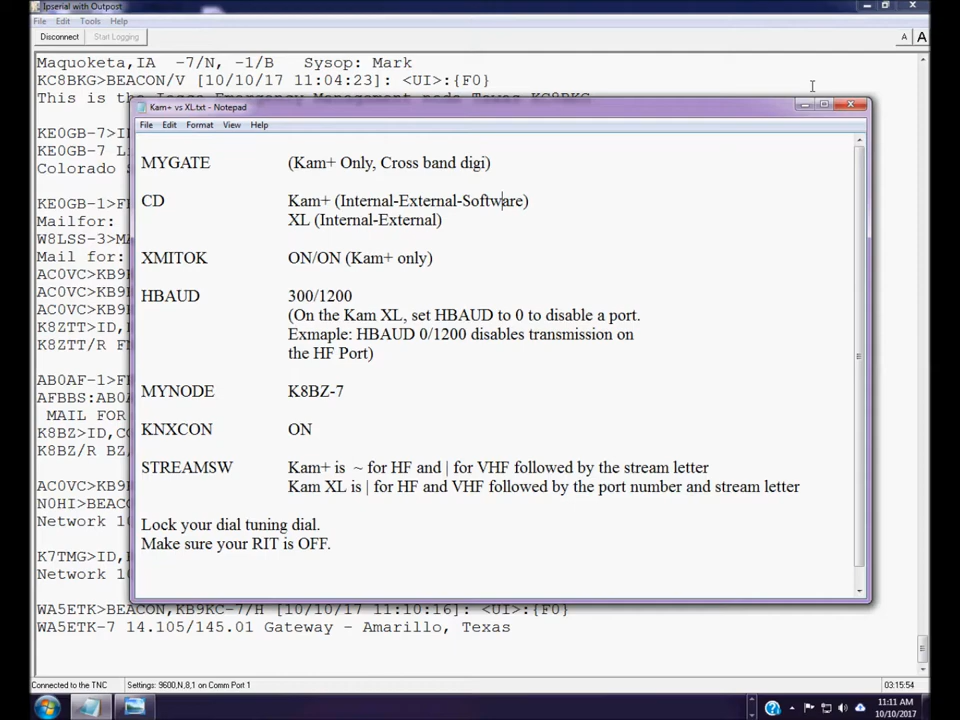 Ipserial with Outpost
File Edit Tools Help
Disconnect Start Logging A A
Maquoketa,IA -7/N, -1/B Sysop: Mark
KC8BKG>BEACON/V [10/10/17 11:04:23]: <UI>:{F0}
Kam+ vs XL.txt - Notepad
File Edit Format View Help
MYGATE (Kam+ Only, Cross band digi)
CD Kam+ (Internal-External-Software)
XL (Internal-External)
XMITOK ON/ON (Kam+ only)
HBAUD 300/1200
(On the Kam XL, set HBAUD to 0 to disable a port.
Exmaple: HBAUD 0/1200 disables transmission on
the HF Port)
MYNODE K8BZ-7
KNXCON ON
STREAMSW Kam+ is ~ for HF and | for VHF followed by the stream letter
Kam XL is | for HF and VHF followed by the port number and stream letter
Lock your dial tuning dial.
Make sure your RIT is OFF.
KE0GB-7>I
KE0GB-7 L
Colorado
KE0GB-1>
Mailfor:
W8LSS-3>M
Mail for:
AC0VC>KB9
AC0VC>KB9
AC0VC>KB9
K8ZTT>ID,
K8ZTT/R F
AB0AF-1>F
AFBBS:AB0
MAIL FOR
K8BZ>ID,C
K8BZ/R BZ
AC0VC>KB9
N0HI>BEAC
Network 1
K7TMG>ID,
Network 10
WA5ETK>BEACON,KB9KC-7/H [10/10/17 11:10:16]: <UI>:{F0}
WA5ETK-7 14.105/145.01 Gateway - Amarillo, Texas
Connected to the TNC Settings: 9600,N,8,1 on Comm Port 1 03:15:54
11:11 AM
10/10/2017